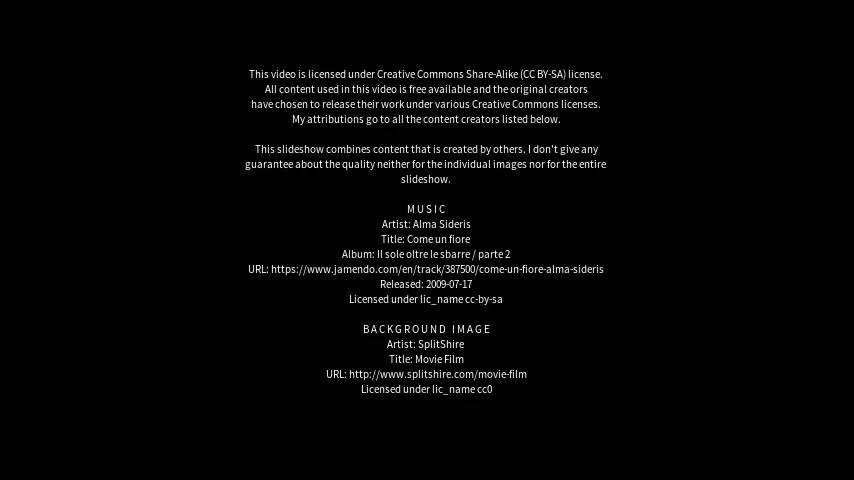 This video is licensed under Creative Commons Share-Alike (CC BY-SA) license.
All content used in this video is free available and the original creators
have chosen to release their work under various Creative Commons licenses.
My attributions go to all the content creators listed below.
This slideshow combines content that is created by others. I don't give any
guarantee about the quality neither for the individual images nor for the entire
slideshow.
MUSIC
Artist: Alma Sideris
Title: Come un fiore
Album: Il sole oltre le sbarre / parte 2
URL: https://www.jamendo.com/en/track/387500/come-un-fiore-alma-sideris
Released: 2009-07-17
Licensed under lic_name cc-by-sa
BACKGROUND IMAGE
Artist: SplitShire
Title: Movie Film
URL: http://www.splitshire.com/movie-film
Licensed under lic_name cc0